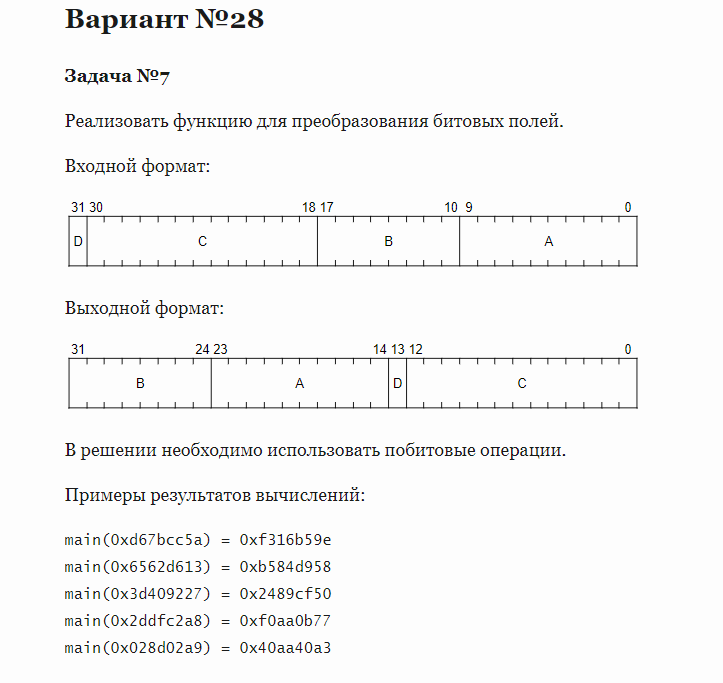 Вариант №28
Задача №7
Реализовать функцию для преобразования битовых полей.
Входной формат:
31 30 18 17 10 9 0
D C B A
Выходной формат:
31 24 23 14 13 12 0
B A D C
В решении необходимо использовать побитовые операции.
Примеры результатов вычислений:
main(0xd67bcc5a) = 0xf316b59e
main(0x6562d613) = 0xb584d958
main(0x3d409227) = 0x2489cf50
main(0x2ddfc2a8) = 0xf0aa0b77
main(0x028d02a9) = 0x40aa40a3